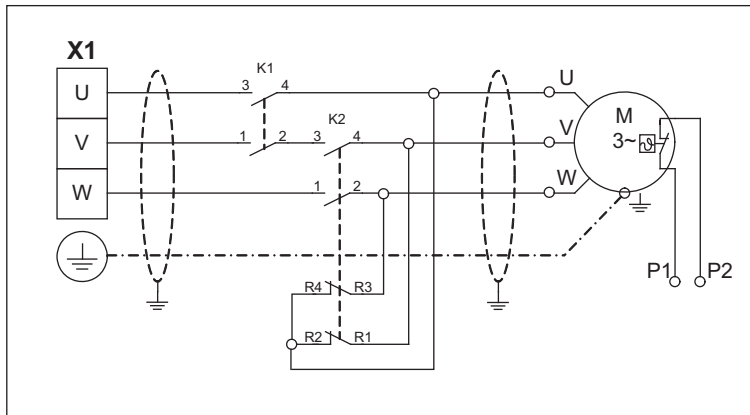 X1
K1
U 3 4 U
K2 M
V 1 2 3 4 V 3~ ϑ
W 1 2 W
P1 P2
R4 R3
R2 R1